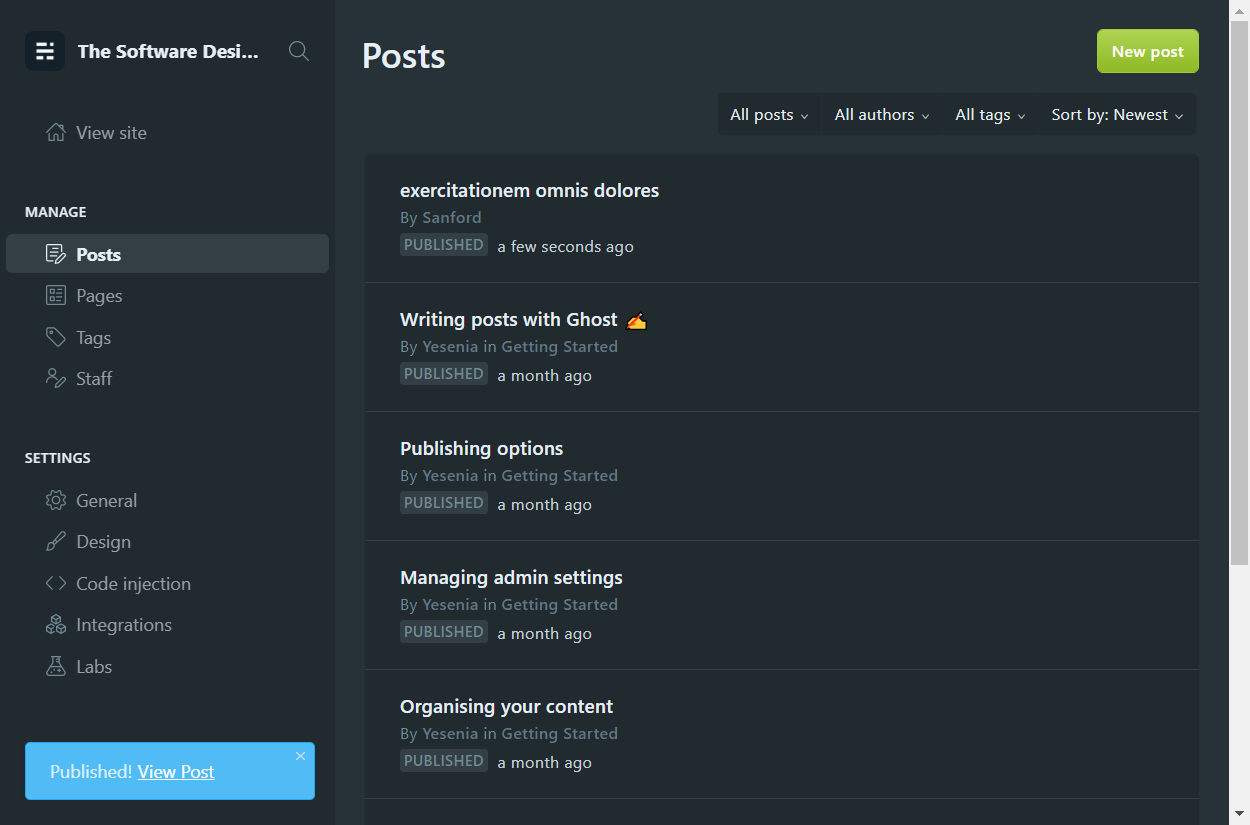 The Software Desi...
View site
MANAGE
Posts
Pages
Tags
Staff
SETTINGS
General
Design
Code injection
Integrations
Labs
Published! View Post
Posts
New post
All posts
All authors
All tags
Sort by: Newest
exercitationem omnis dolores
By Sanford
PUBLISHED a few seconds ago
Writing posts with Ghost ✍️
By Yesenia in Getting Started
PUBLISHED a month ago
Publishing options
By Yesenia in Getting Started
PUBLISHED a month ago
Managing admin settings
By Yesenia in Getting Started
PUBLISHED a month ago
Organising your content
By Yesenia in Getting Started
PUBLISHED a month ago